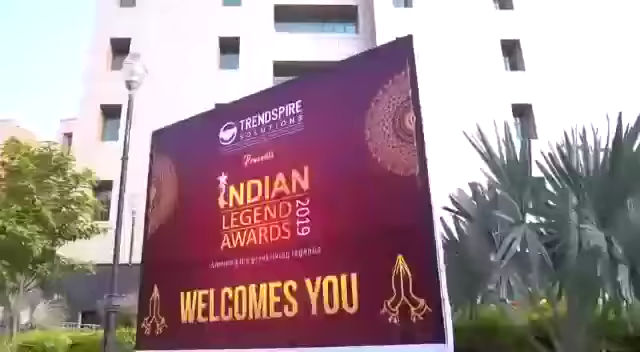 TRENDSPIRE
SOLUTIONS
Presents
INDIAN
LEGEND
AWARDS
2019
WELCOMES YOU